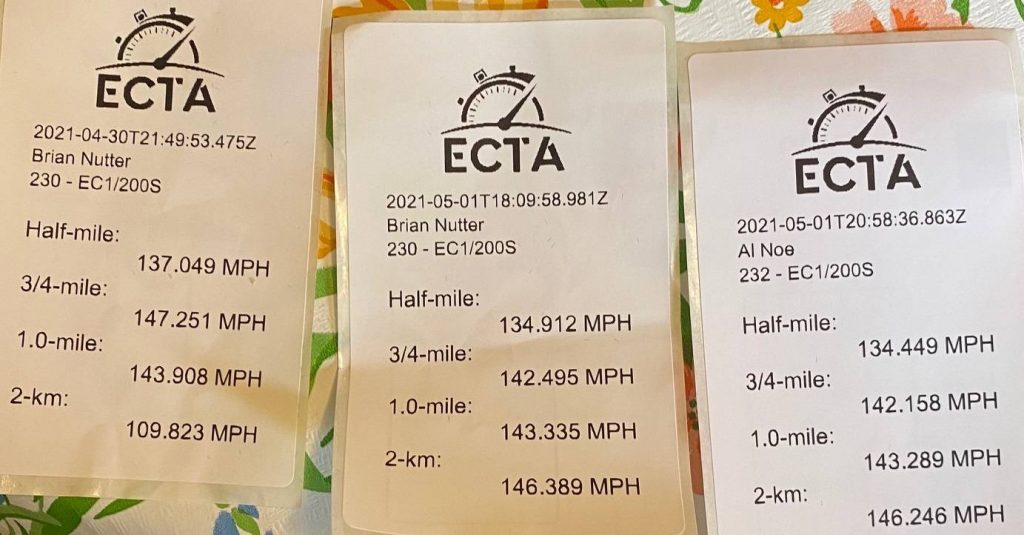 ECTA
2021-04-30T21:49:53.475Z
Brian Nutter
230 - EC1/200S
Half-mile:
137.049 MPH
3/4-mile:
147.251 MPH
1.0-mile:
143.908 MPH
2-km:
109.823 MPH
ECTA
2021-05-01T18:09:58.981Z
Brian Nutter
230 - EC1/200S
Half-mile:
134.912 MPH
3/4-mile:
142.495 MPH
1.0-mile:
143.335 MPH
2-km:
146.389 MPH
ECTA
2021-05-01T20:58:36.863Z
Al Noe
232 - EC1/200S
Half-mile:
134.449 MPH
3/4-mile:
142.158 MPH
1.0-mile:
143.289 MPH
2-km:
146.246 MPH